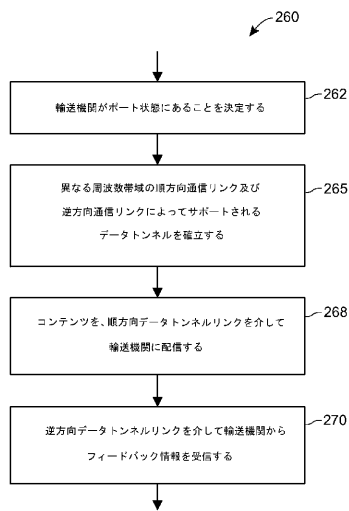 260
輸送機関がポート状態にあることを決定する
262
異なる周波数帯域の順方向通信リンク及び
逆方向通信リンクによってサポートされる
データトンネルを確立する
265
コンテンツを、順方向データトンネルリンクを介して
輸送機関に配信する
268
逆方向データトンネルリンクを介して輸送機関から
フィードバック情報を受信する
270